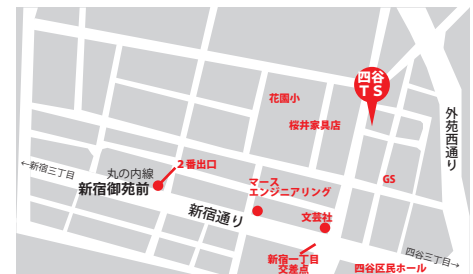 四谷
TS
花園小
桜井家具店
外苑西通り
丸の内線
新宿御苑前
2番出口
←新宿三丁目
マース
エンジニアリング
GS
新宿通り
文芸社
新宿一丁目
交差点
四谷三丁目→
四谷区民ホール